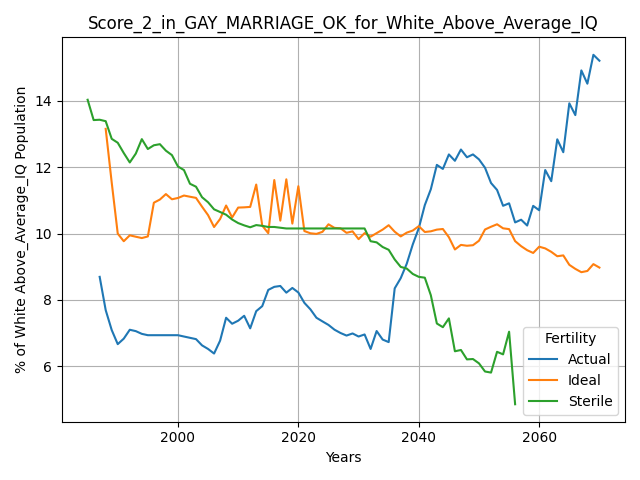 Score_2_in_GAY_MARRIAGE_OK_for_White_Above_Average_IQ
% of White Above_Average_IQ Population
14
12
10
8
6
2000 2020 2040 2060
Years
Fertility
Actual
Ideal
Sterile